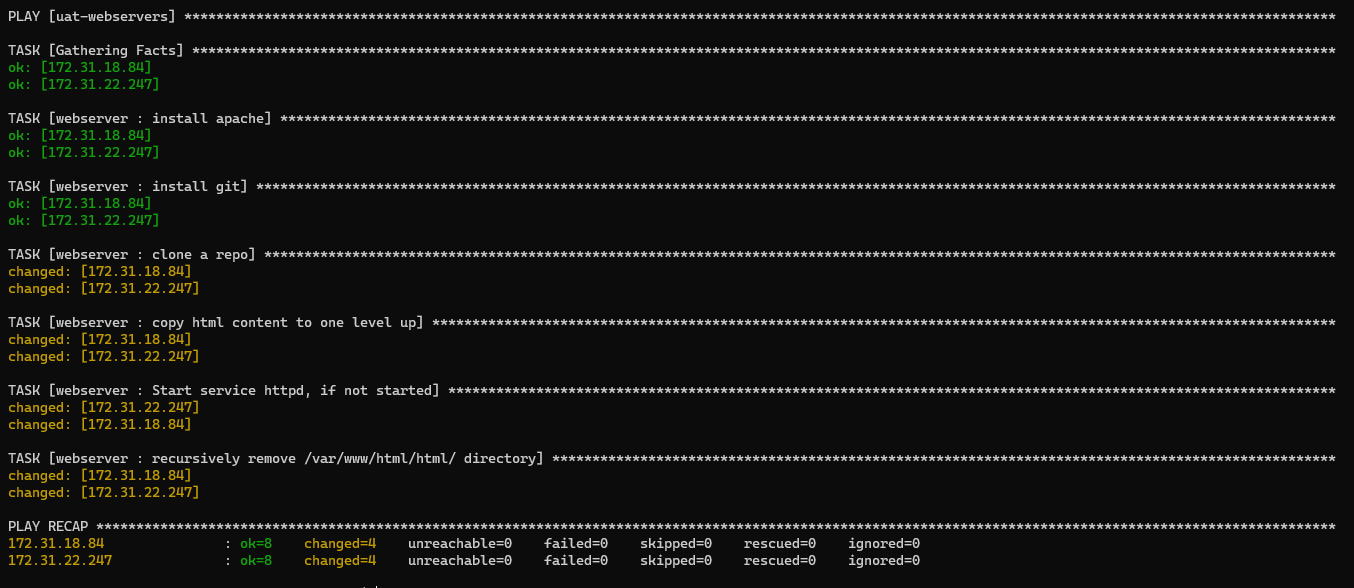 PLAY [uat-webservers] ************************************************************************************************************************************************
TASK [Gathering Facts] ***********************************************************************************************************************************************
ok: [172.31.18.84]
ok: [172.31.22.247]
TASK [webserver : install apache] ************************************************************************************************************************************
ok: [172.31.18.84]
ok: [172.31.22.247]
TASK [webserver : install git] ***************************************************************************************************************************************
ok: [172.31.18.84]
ok: [172.31.22.247]
TASK [webserver : clone a repo] **************************************************************************************************************************************
changed: [172.31.18.84]
changed: [172.31.22.247]
TASK [webserver : copy html content to one level up] *****************************************************************************************************************
changed: [172.31.18.84]
changed: [172.31.22.247]
TASK [webserver : Start service httpd, if not started] ***************************************************************************************************************
changed: [172.31.22.247]
changed: [172.31.18.84]
TASK [webserver : recursively remove /var/www/html/html/ directory] **************************************************************************************************
changed: [172.31.18.84]
changed: [172.31.22.247]
PLAY RECAP ***********************************************************************************************************************************************************
172.31.18.84               : ok=8    changed=4    unreachable=0    failed=0    skipped=0    rescued=0    ignored=0
172.31.22.247              : ok=8    changed=4    unreachable=0    failed=0    skipped=0    rescued=0    ignored=0